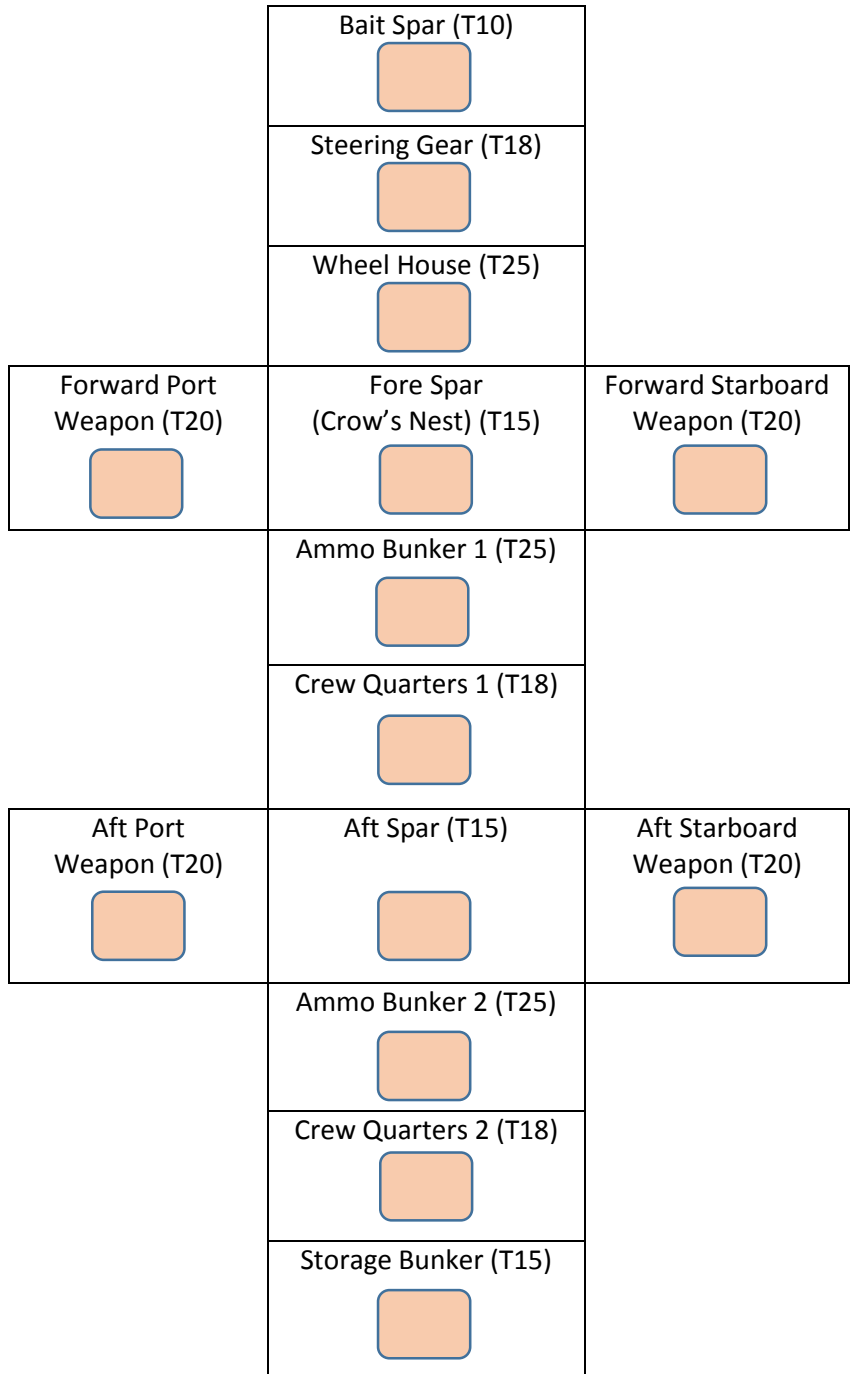 Bait Spar (T10)
Steering Gear (T18)
Wheel House (T25)
Forward Port
Weapon (T20)
Fore Spar
(Crow’s Nest) (T15)
Forward Starboard
Weapon (T20)
Ammo Bunker 1 (T25)
Crew Quarters 1 (T18)
Aft Port
Weapon (T20)
Aft Spar (T15)
Aft Starboard
Weapon (T20)
Ammo Bunker 2 (T25)
Crew Quarters 2 (T18)
Storage Bunker (T15)